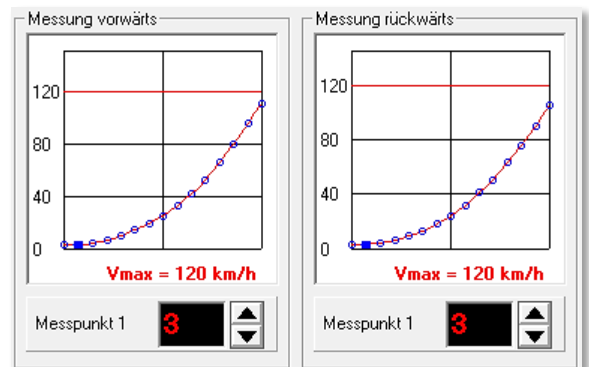 Messung vorwärts
120
80
40
0
Vmax = 120 km/h
Messpunkt 1 3
Messung rückwärts
120
80
40
0
Vmax = 120 km/h
Messpunkt 1 3